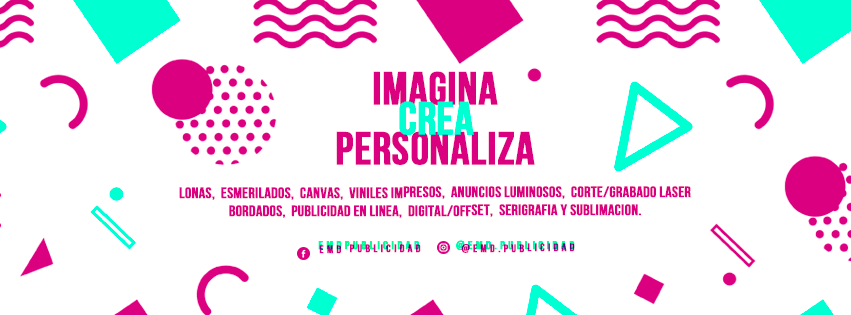 IMAGINA
CREA
PERSONALIZA
LONAS, ESMERILADOS, CANVAS, VINILES IMPRESOS, ANUNCIOS LUMINOSOS, CORTE/GRABADO LASER
BORDADOS, PUBLICIDAD EN LINEA, DIGITAL/OFFSET, SERIGRAFIA Y SUBLIMACION.
EMD PUBLICIDAD @EMD.PUBLICIDAD